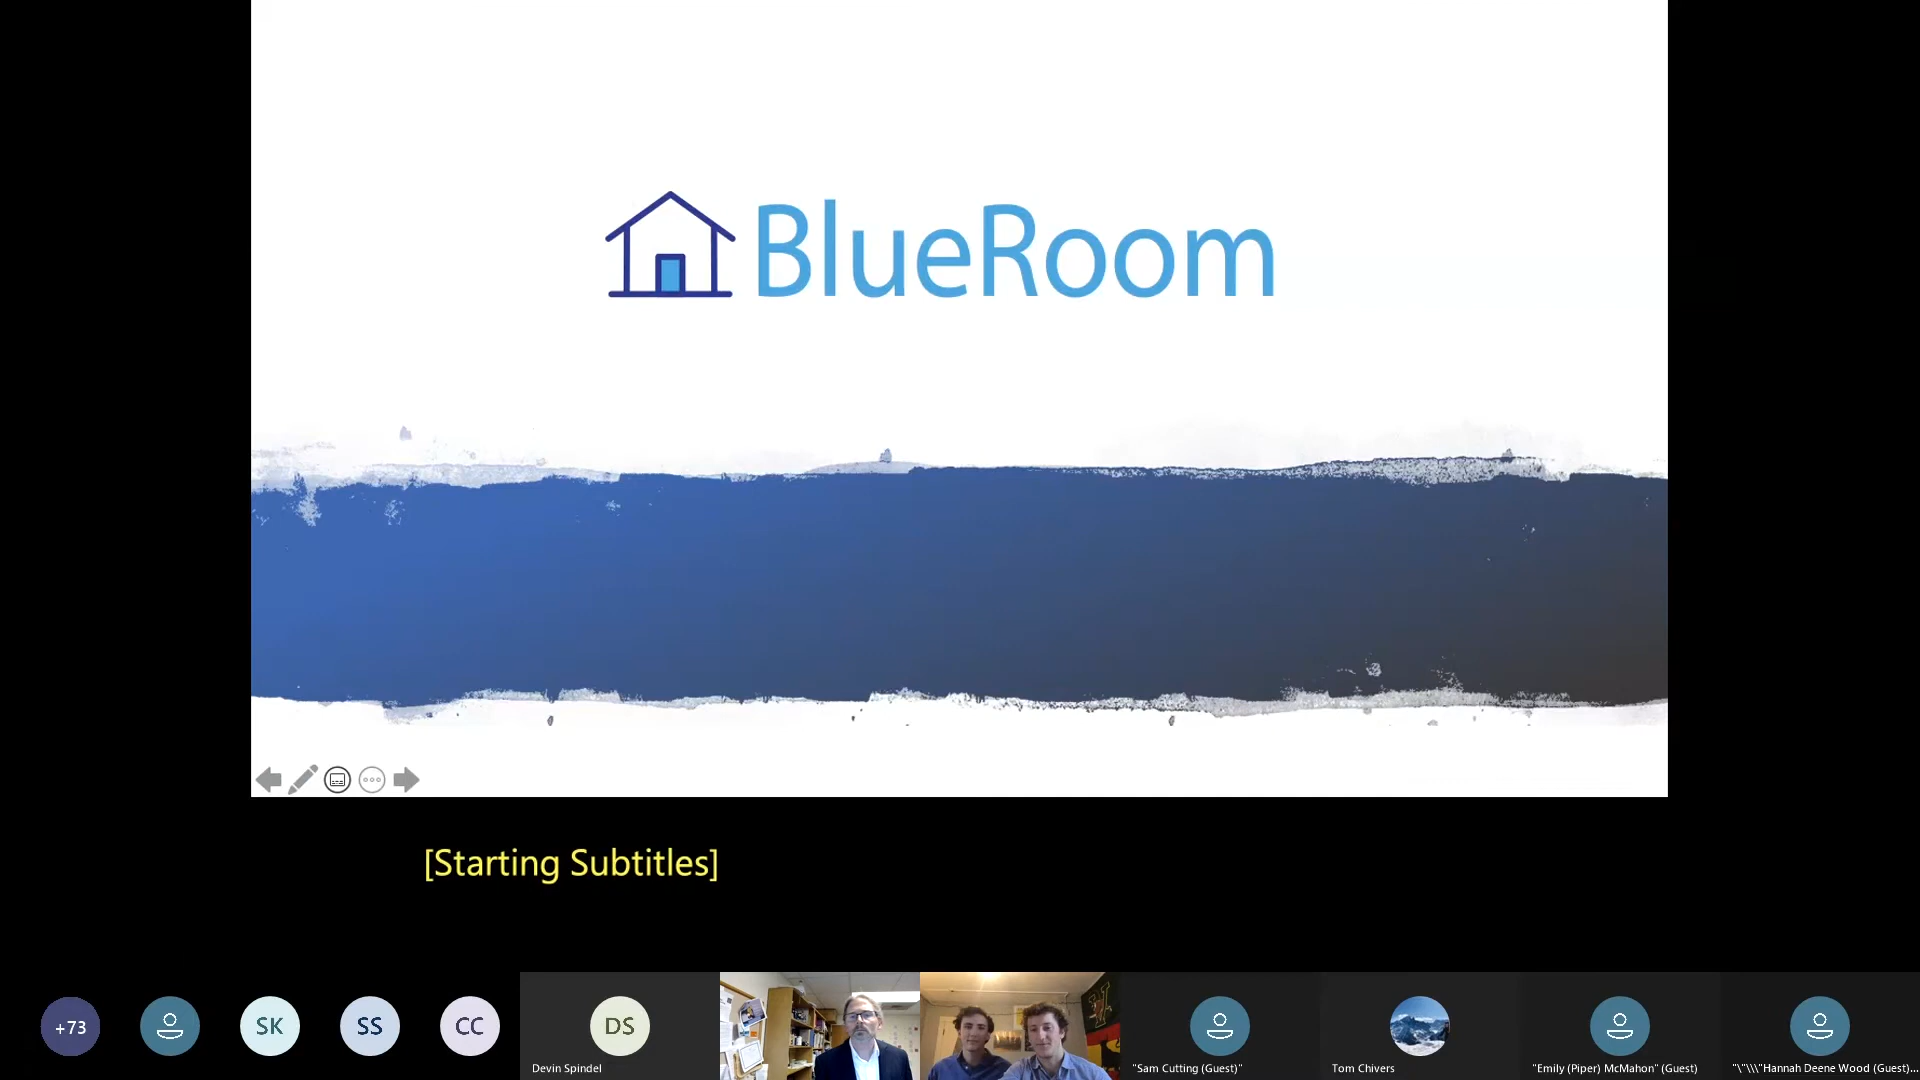 BlueRoom
[Starting Subtitles]
+73
SK
SS
CC
DS
Devin Spindel
"Sam Cutting (Guest)"
Tom Chivers
"Emily (Piper) McMahon" (Guest)
"\"\\\"Hannah Deene Wood (Guest)...